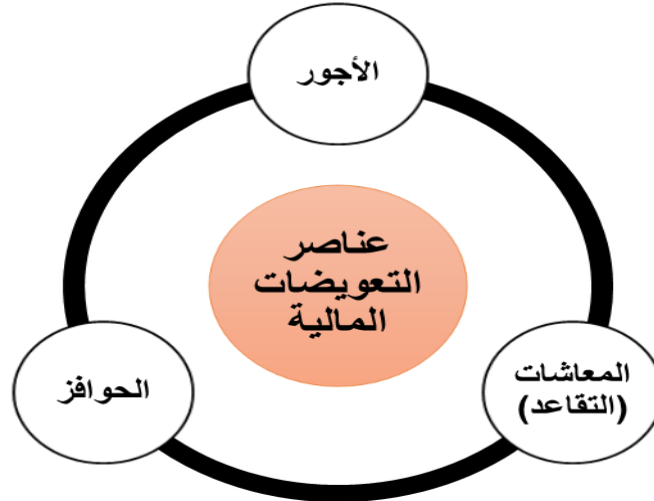 الأجور
عناصر
التعويضات
المالية
المعاشات
(التقاعد)
الحوافز